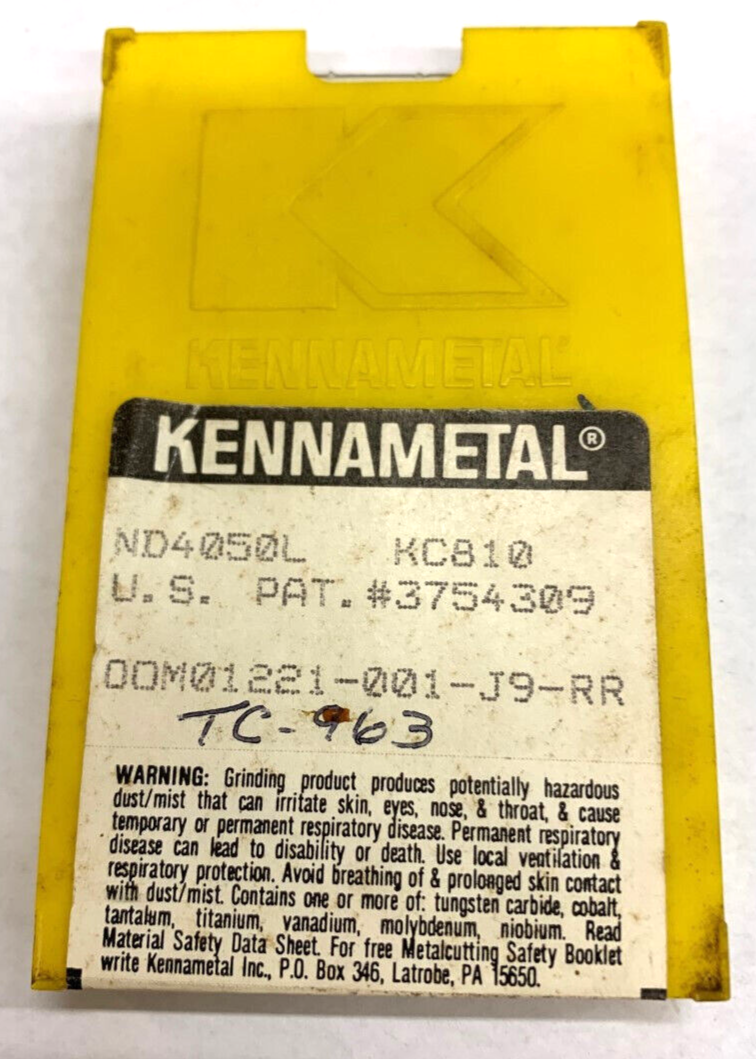 KENNAMETAL
KENNAMETAL®
ND4050L KC810
U.S. PAT.#3754309
OOM01221-001-J9-RR
TC-963
WARNING: Grinding product produces potentially hazardous
dust/mist that can irritate skin, eyes, nose, & throat, & cause
temporary or permanent respiratory disease. Permanent respiratory
disease can lead to disability or death. Use local ventilation &
respiratory protection. Avoid breathing of & prolonged skin contact
with dust/mist. Contains one or more of: tungsten carbide, cobalt,
tantalum, titanium, vanadium, molybdenum, niobium. Read
Material Safety Data Sheet. For free Metalcutting Safety Booklet
write Kennametal Inc., P.O. Box 346, Latrobe, PA 15650.